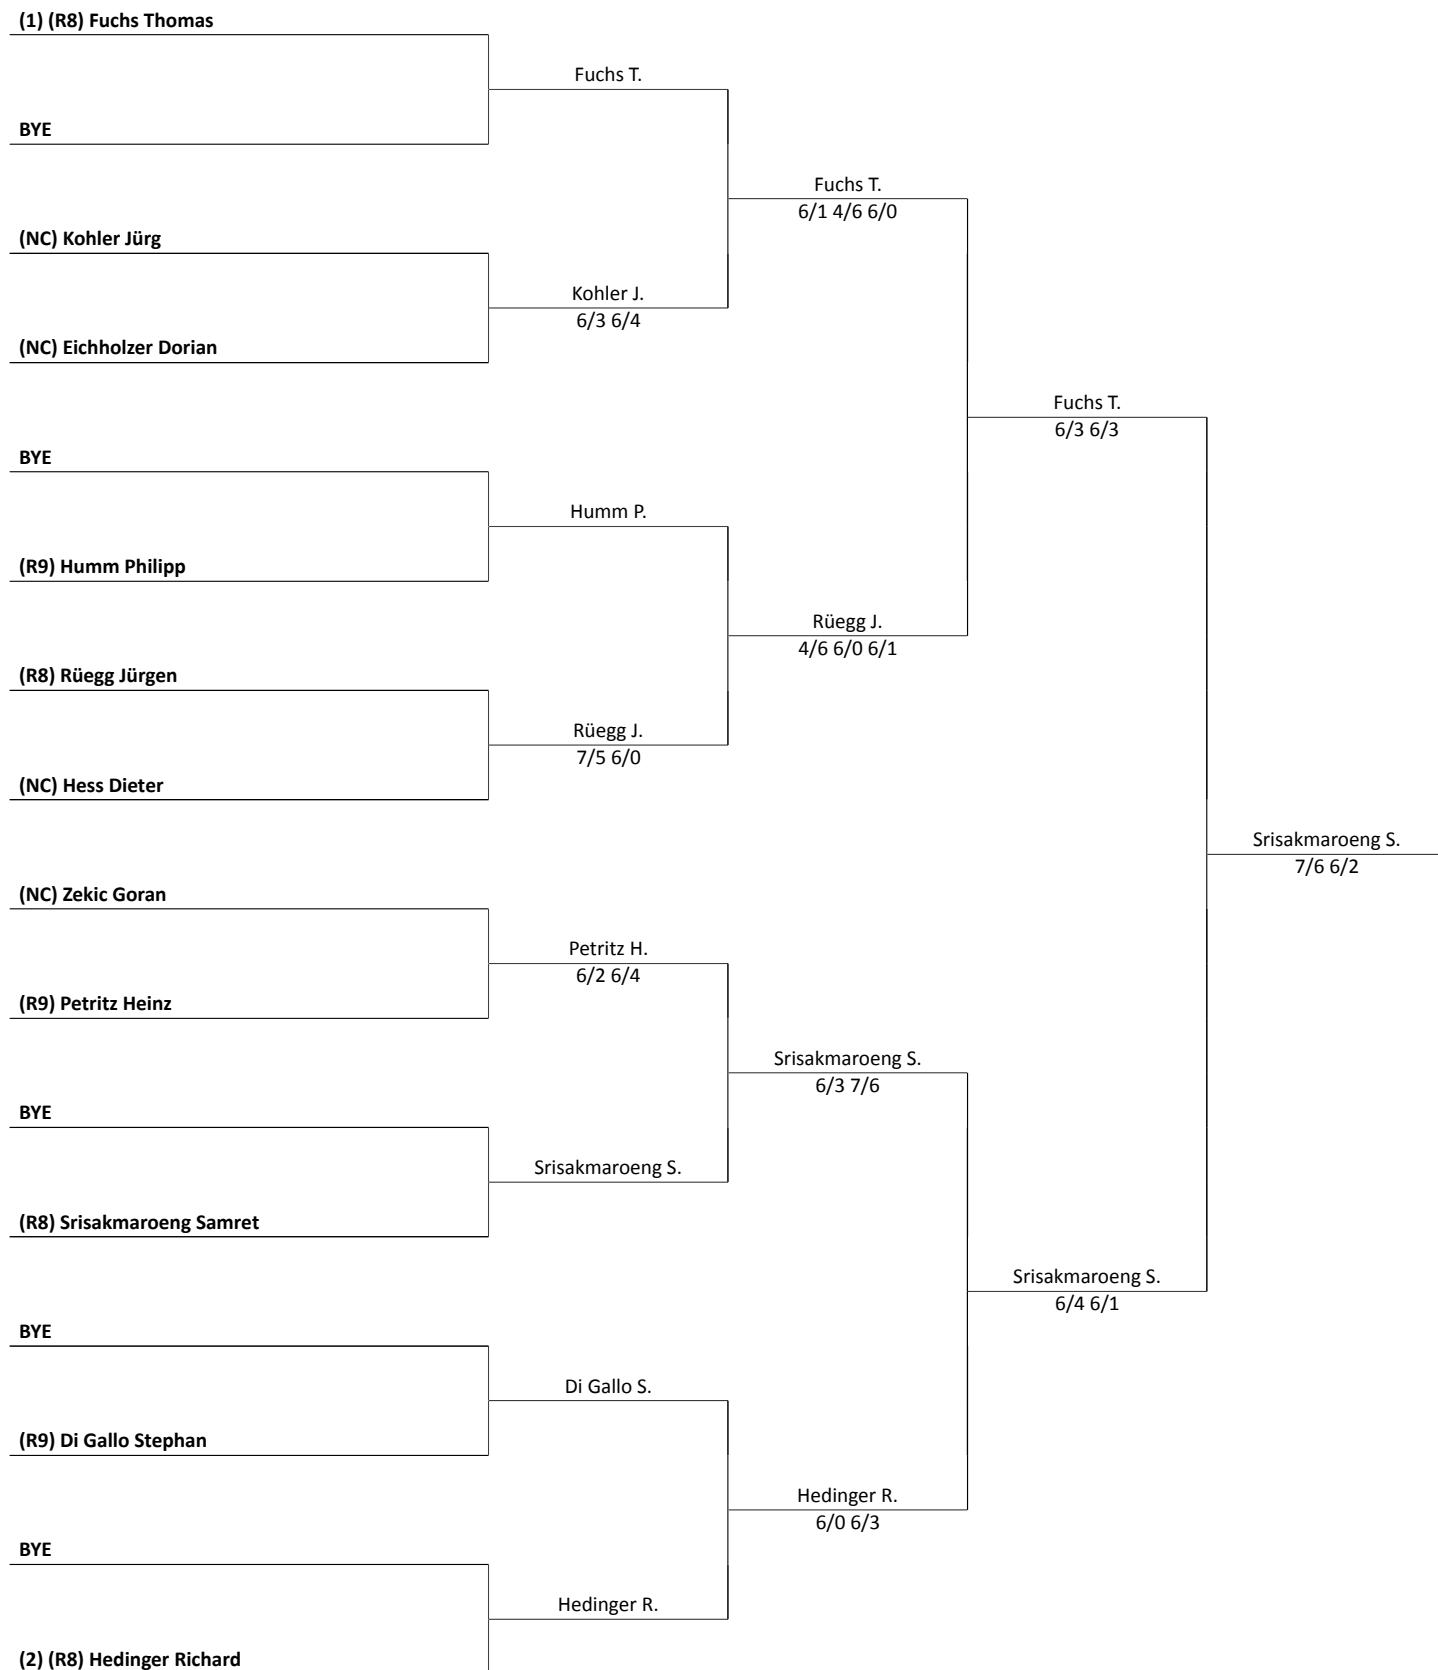 (1) (R8) Fuchs Thomas
Fuchs T.
BYE
Fuchs T.
6/1 4/6 6/0
(NC) Kohler Jürg
Kohler J.
6/3 6/4
(NC) Eichholzer Dorian
Fuchs T.
6/3 6/3
BYE
Humm P.
(R9) Humm Philipp
Rüegg J.
4/6 6/0 6/1
(R8) Rüegg Jürgen
Rüegg J.
7/5 6/0
(NC) Hess Dieter
Srisakmaroeng S.
7/6 6/2
(NC) Zekic Goran
Petritz H.
6/2 6/4
(R9) Petritz Heinz
Srisakmaroeng S.
6/3 7/6
BYE
Srisakmaroeng S.
(R8) Srisakmaroeng Samret
Srisakmaroeng S.
6/4 6/1
BYE
Di Gallo S.
(R9) Di Gallo Stephan
Hedinger R.
6/0 6/3
BYE
Hedinger R.
(2) (R8) Hedinger Richard